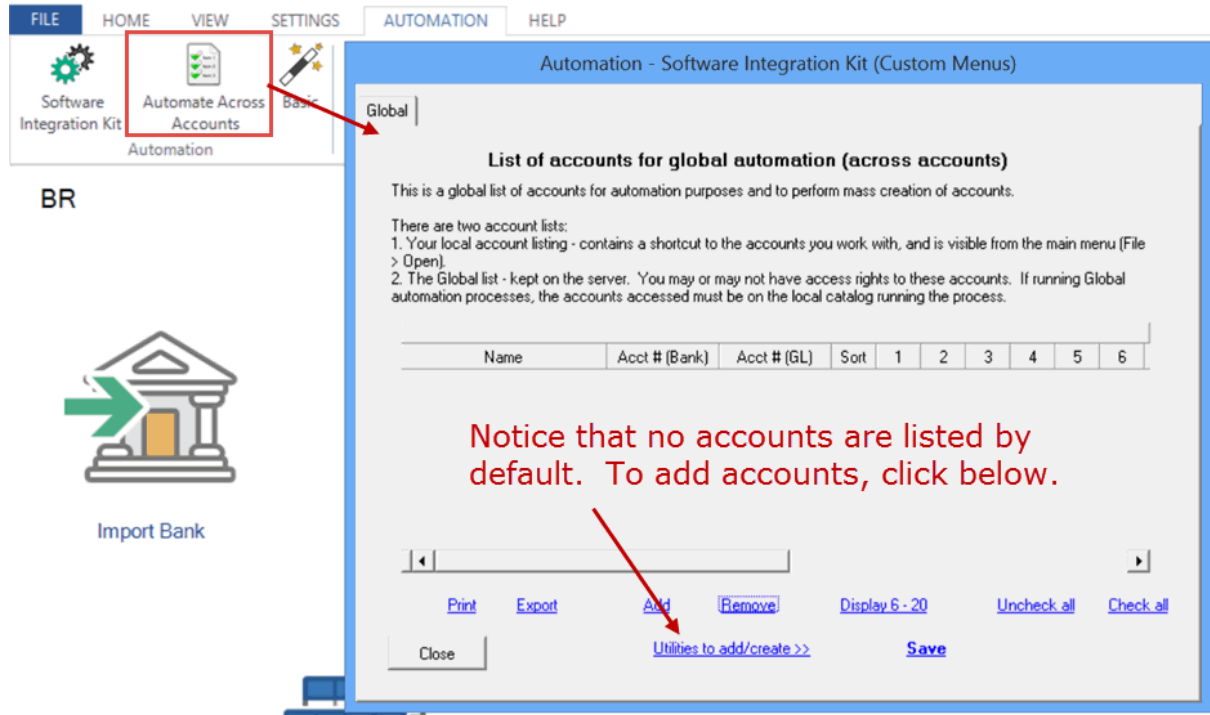 FILE HOME VIEW SETTINGS AUTOMATION HELP
Software Integration Kit
Automate Across Accounts
Basic
Automation
BR
Import Bank
Automation - Software Integration Kit (Custom Menus)
Global
List of accounts for global automation (across accounts)
This is a global list of accounts for automation purposes and to perform mass creation of accounts.
There are two account lists:
1. Your local account listing - contains a shortcut to the accounts you work with, and is visible from the main menu (File
> Open).
2. The Global list - kept on the server. You may or may not have access rights to these accounts. If running Global
automation processes, the accounts accessed must be on the local catalog running the process.
Name Acct # (Bank) Acct # (GL) Sort 1 2 3 4 5 6
Notice that no accounts are listed by
default. To add accounts, click below.
Print Export Add Remove Display 6 - 20 Uncheck all Check all
Close Utilities to add/create >> Save